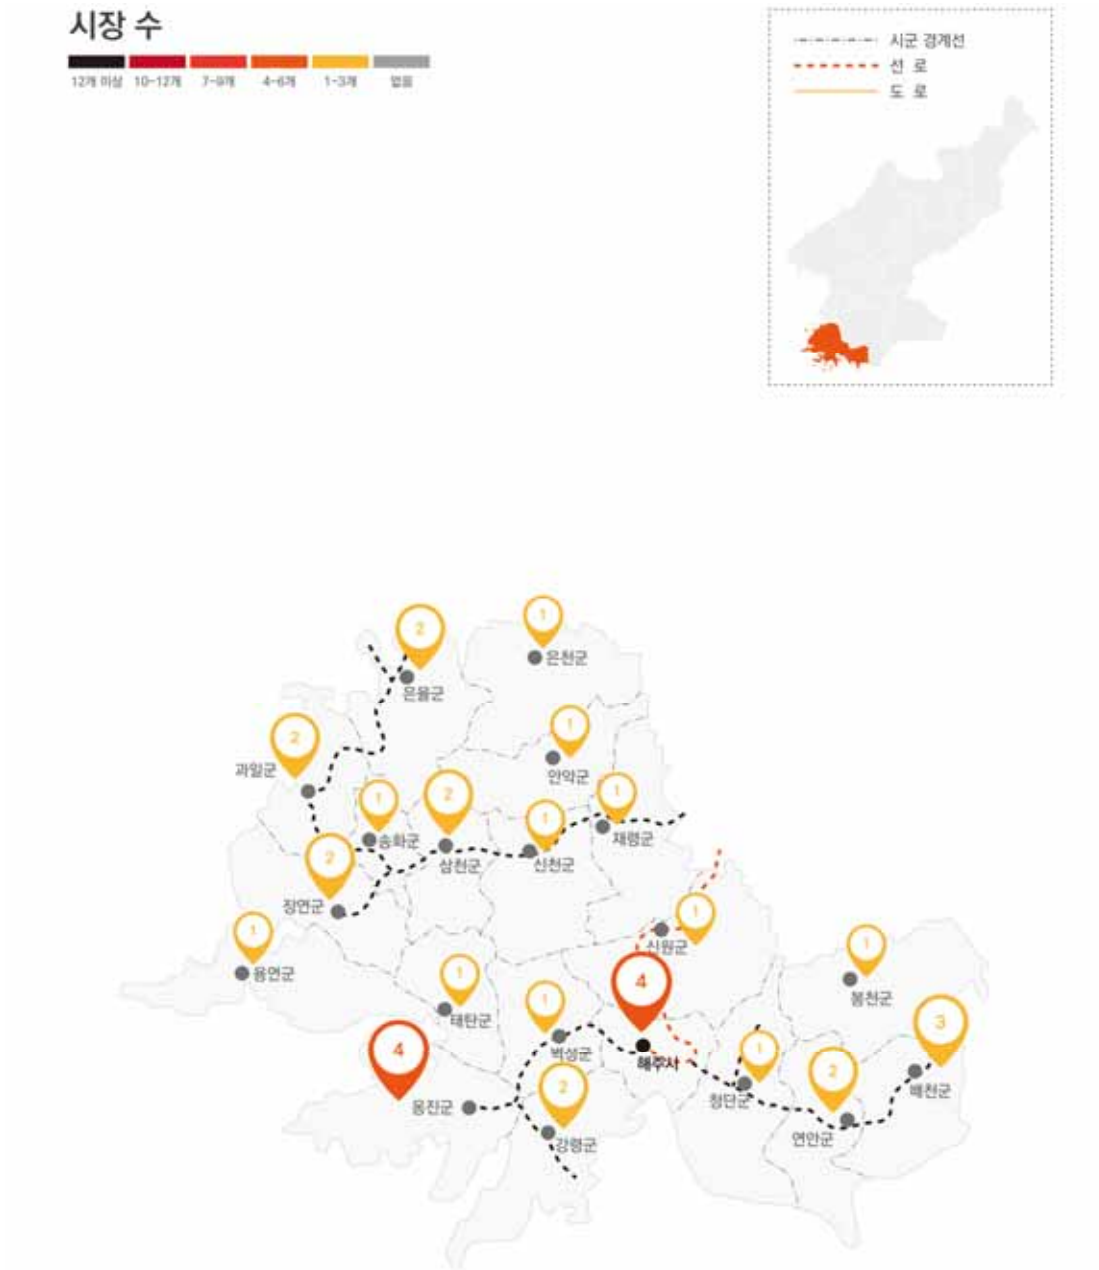 시장 수
12개 이상 10-12개 7-9개 4-6개 1-3개 없음
시군 경계선
선 로
도 로
1
2
은천군
은율군
2
1
과일군
안악군
1
2
1
1
송화군
삼천군
신천군
재령군
2
장연군
1
1
신원군
용연군
1
봉천군
1
태탄군
1
4
벽성군
해주시
3
배천군
4
옹진군
2
강령군
1
청단군
2
연안군